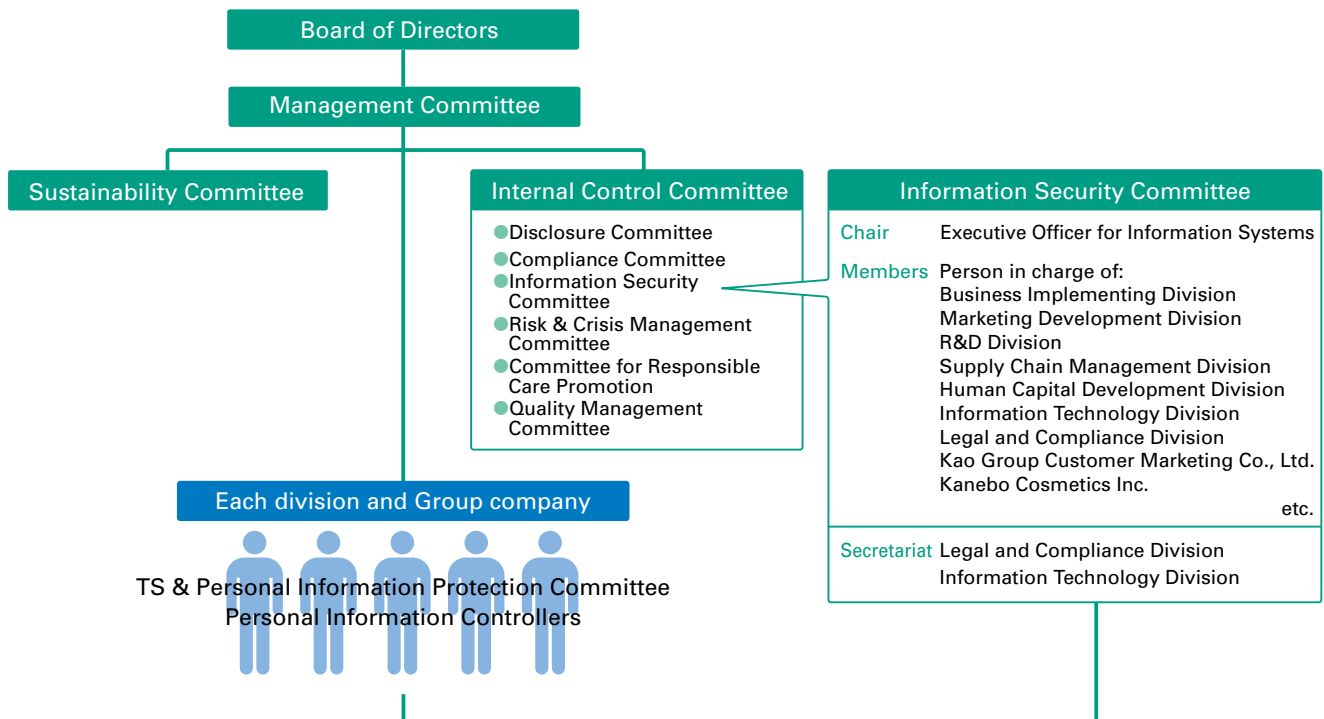 Board of Directors
Management Committee
Sustainability Committee
Internal Control Committee
●Disclosure Committee
●Compliance Committee
●Information Security
Committee
●Risk & Crisis Management
Committee
●Committee for Responsible
Care Promotion
●Quality Management
Committee
Information Security Committee
Chair Executive Officer for Information Systems
Members Person in charge of:
Business Implementing Division
Marketing Development Division
R&D Division
Supply Chain Management Division
Human Capital Development Division
Information Technology Division
Legal and Compliance Division
Kao Group Customer Marketing Co., Ltd.
Kanebo Cosmetics Inc.
etc.
Secretariat Legal and Compliance Division
Information Technology Division
Each division and Group company
TS & Personal Information Protection Committee
Personal Information Controllers